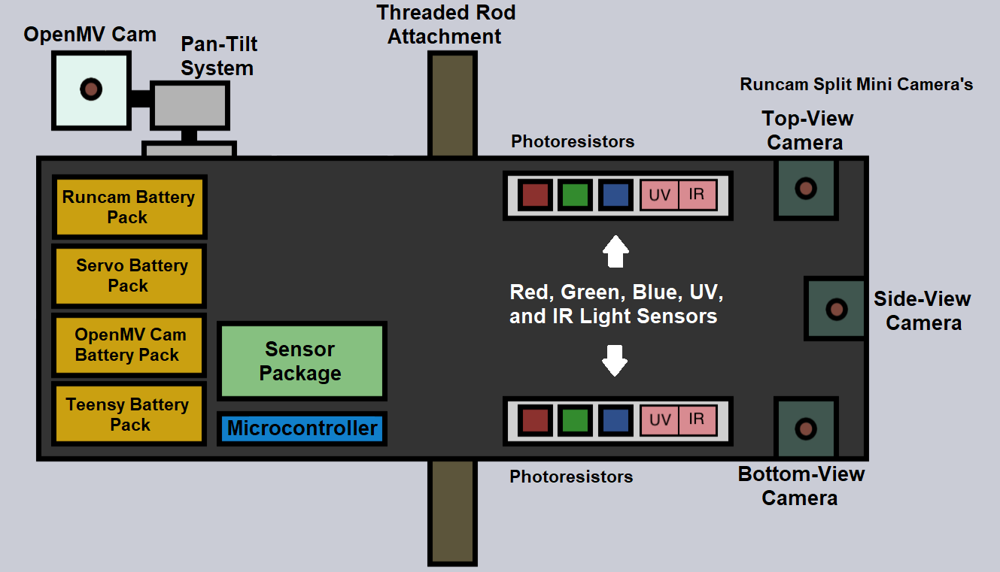 OpenMV Cam
Pan-Tilt
System
Threaded Rod
Attachment
Runcam Split Mini Camera's
Top-View
Camera
Photoresistors
Runcam Battery
Pack
UV
IR
Servo Battery
Pack
Red, Green, Blue, UV,
and IR Light Sensors
Side-View
Camera
OpenMV Cam
Battery Pack
Sensor
Package
Teensy Battery
Pack
Microcontroller
UV
IR
Photoresistors
Bottom-View
Camera